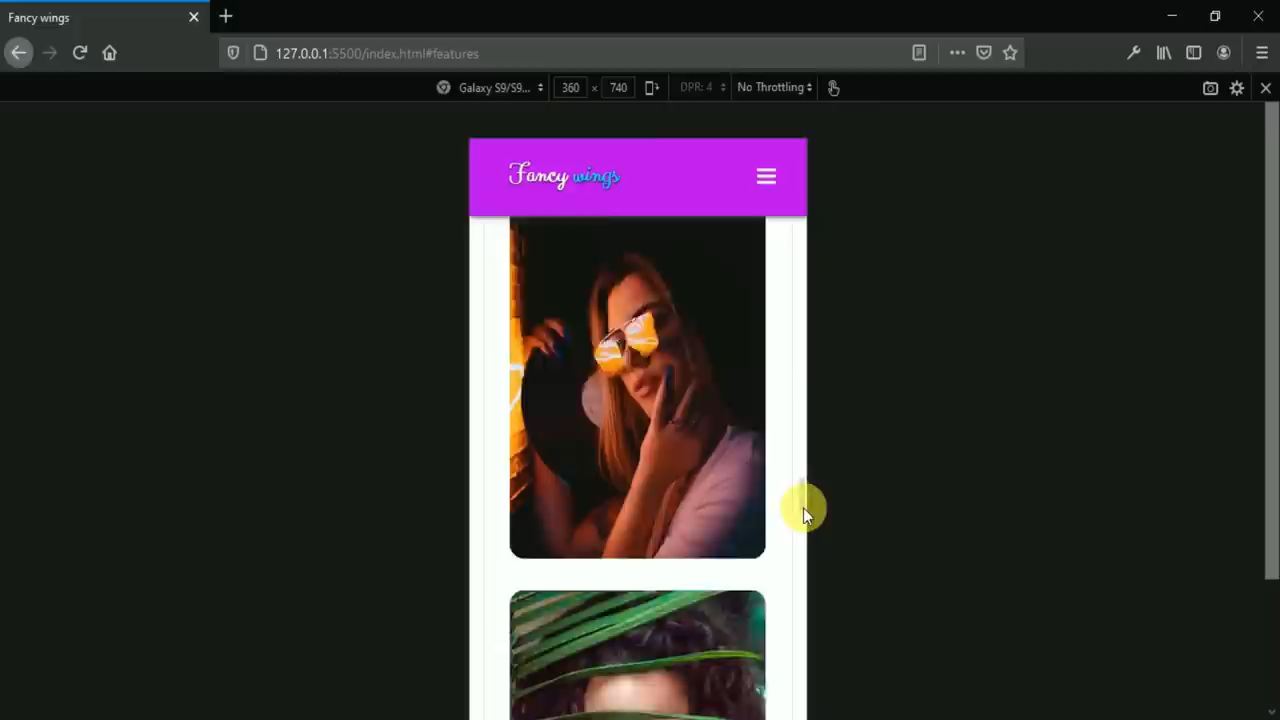 Fancy wings
127.0.0.1:5500/index.html#features
Galaxy S9/S9... 360 × 740 DPR: 4 No Throttling
Fancy wings